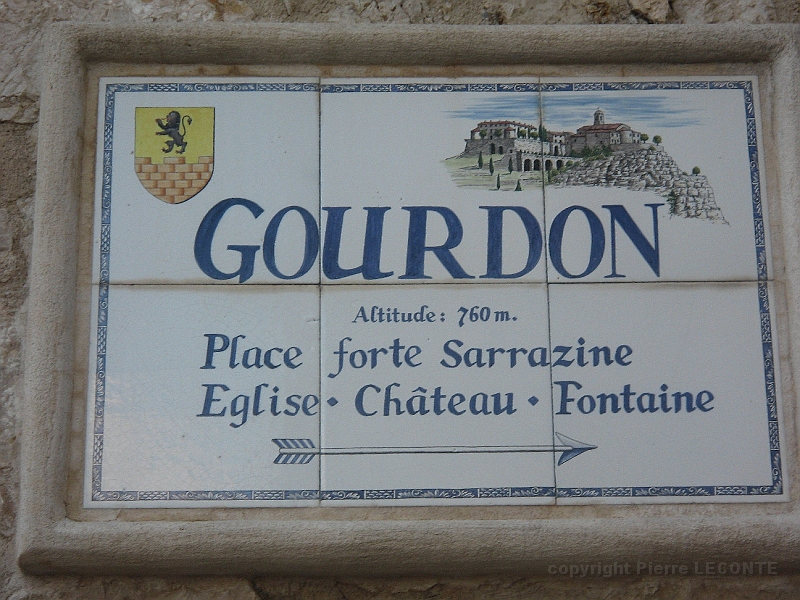 GOURDON
Altitude: 760 m.
Place forte Sarrazine
Eglise • Château • Fontaine
copyright Pierre LECONTE